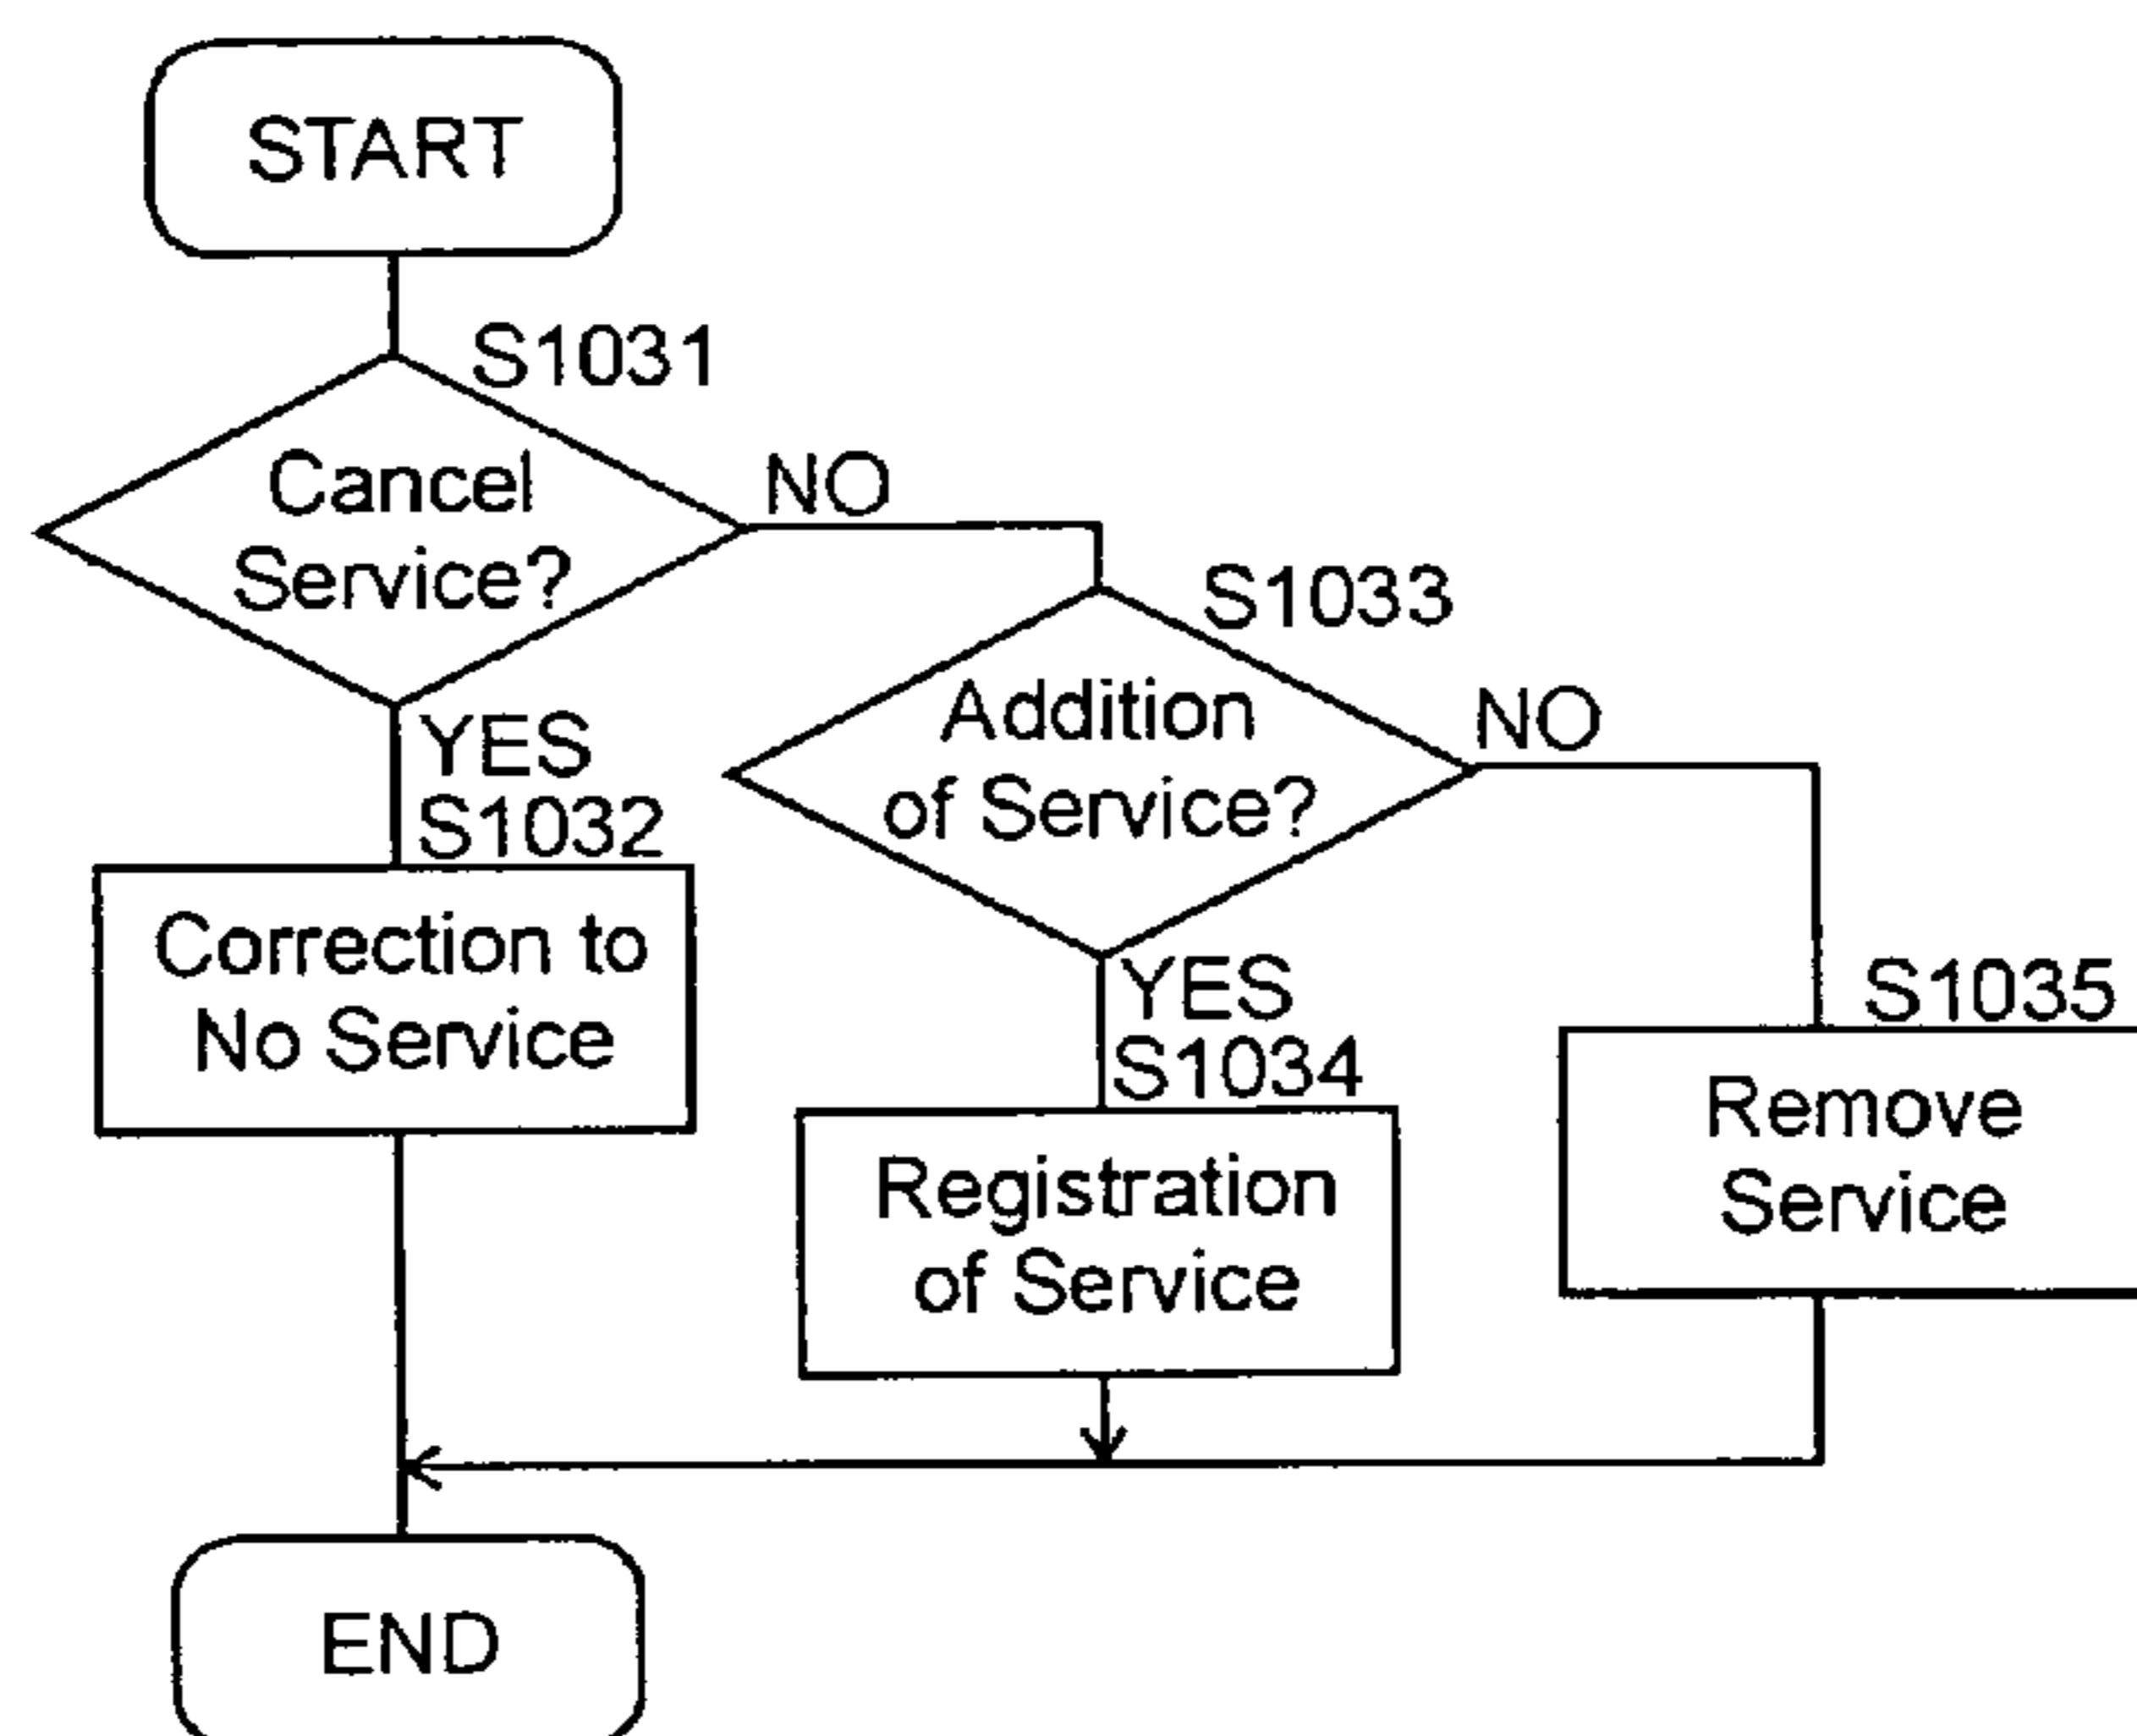 START
S1031
Cancel
Service?
NO
YES
S1032
Correction to
No Service
S1033
Addition
of Service?
NO
YES
S1034
Registration
of Service
S1035
Remove
Service
END